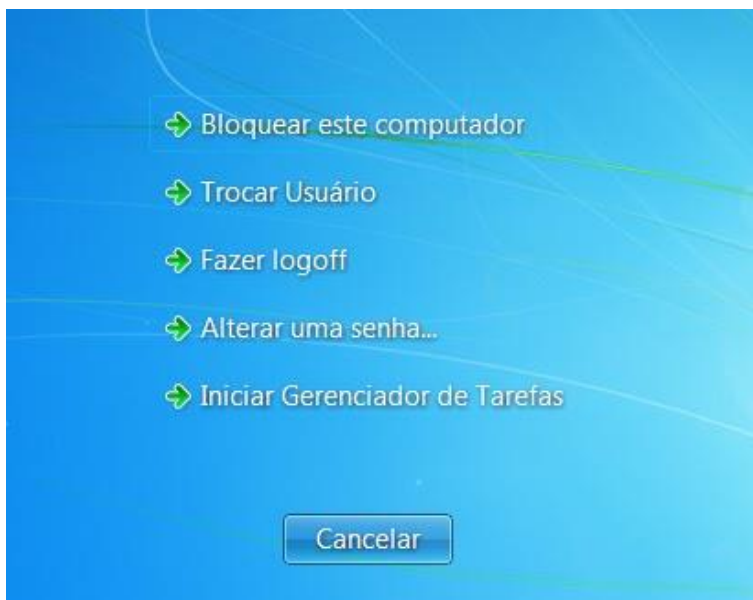 Bloquear este computador
Trocar Usuário
Fazer logoff
Alterar uma senha...
Iniciar Gerenciador de Tarefas
Cancelar